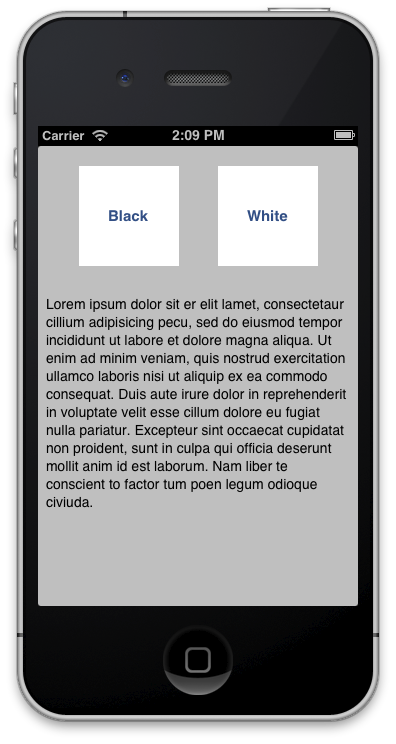 Carrier 2:09 PM
Black White
Lorem ipsum dolor sit er elit lamet, consectetaur
cillium adipisicing pecu, sed do eiusmod tempor
incididunt ut labore et dolore magna aliqua. Ut
enim ad minim veniam, quis nostrud exercitation
ullamco laboris nisi ut aliquip ex ea commodo
consequat. Duis aute irure dolor in reprehenderit
in voluptate velit esse cillum dolore eu fugiat
nulla pariatur. Excepteur sint occaecat cupidatat
non proident, sunt in culpa qui officia deserunt
mollit anim id est laborum. Nam liber te
conscient to factor tum poen legum odioque
civiuda.